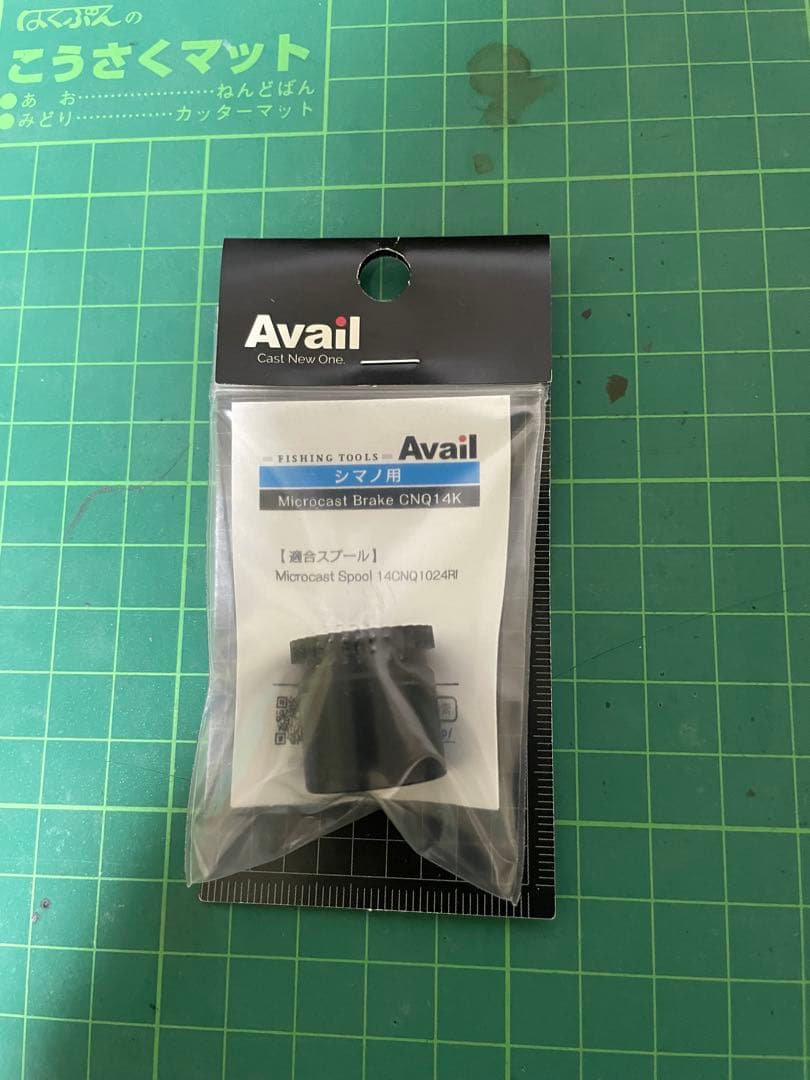 はくぶんの
こうさくマット
●あ お……………………ねんどばん
●みどり……………カッターマット
Avail
Cast New One.
FISHING TOOLS Avail
シマノ用
Microcast Brake CNQ14K
【適合スプール】
Microcast Spool 14CNQ1024RI